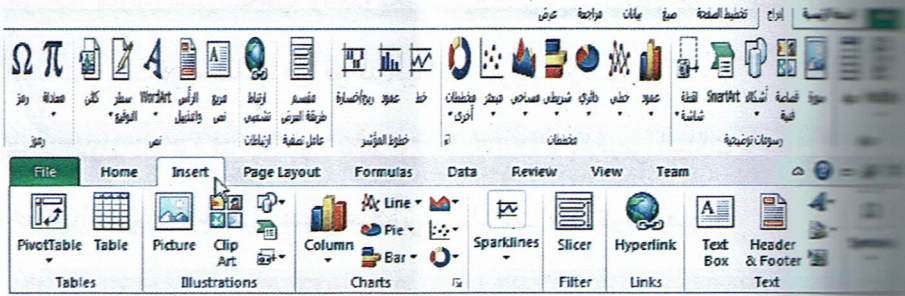 إدراج تخطيط الصفحة صيغ بيانات مراجعة عرض
صورة قصاصة فنية أشكال SmartArt لقطة شاشة عمود خطي دائري شريطي مساحي مبعثر مخططات أخرى خط عمود ربح/خسارة مقسم طريقة العرض ارتباط تشعبي مربع نص الرأس والتذييل WordArt سطر التوقيع كائن معادلة رمز
رسومات توضيحية مخططات خطوط المؤشر عامل تصفية ارتباطات نص رموز
File Home Insert Page Layout Formulas Data Review View Team
Line
Pie
Bar
PivotTable Table Picture Clip Art Column Sparklines Slicer Hyperlink Text Box Header & Footer
Tables Illustrations Charts Filter Links Text